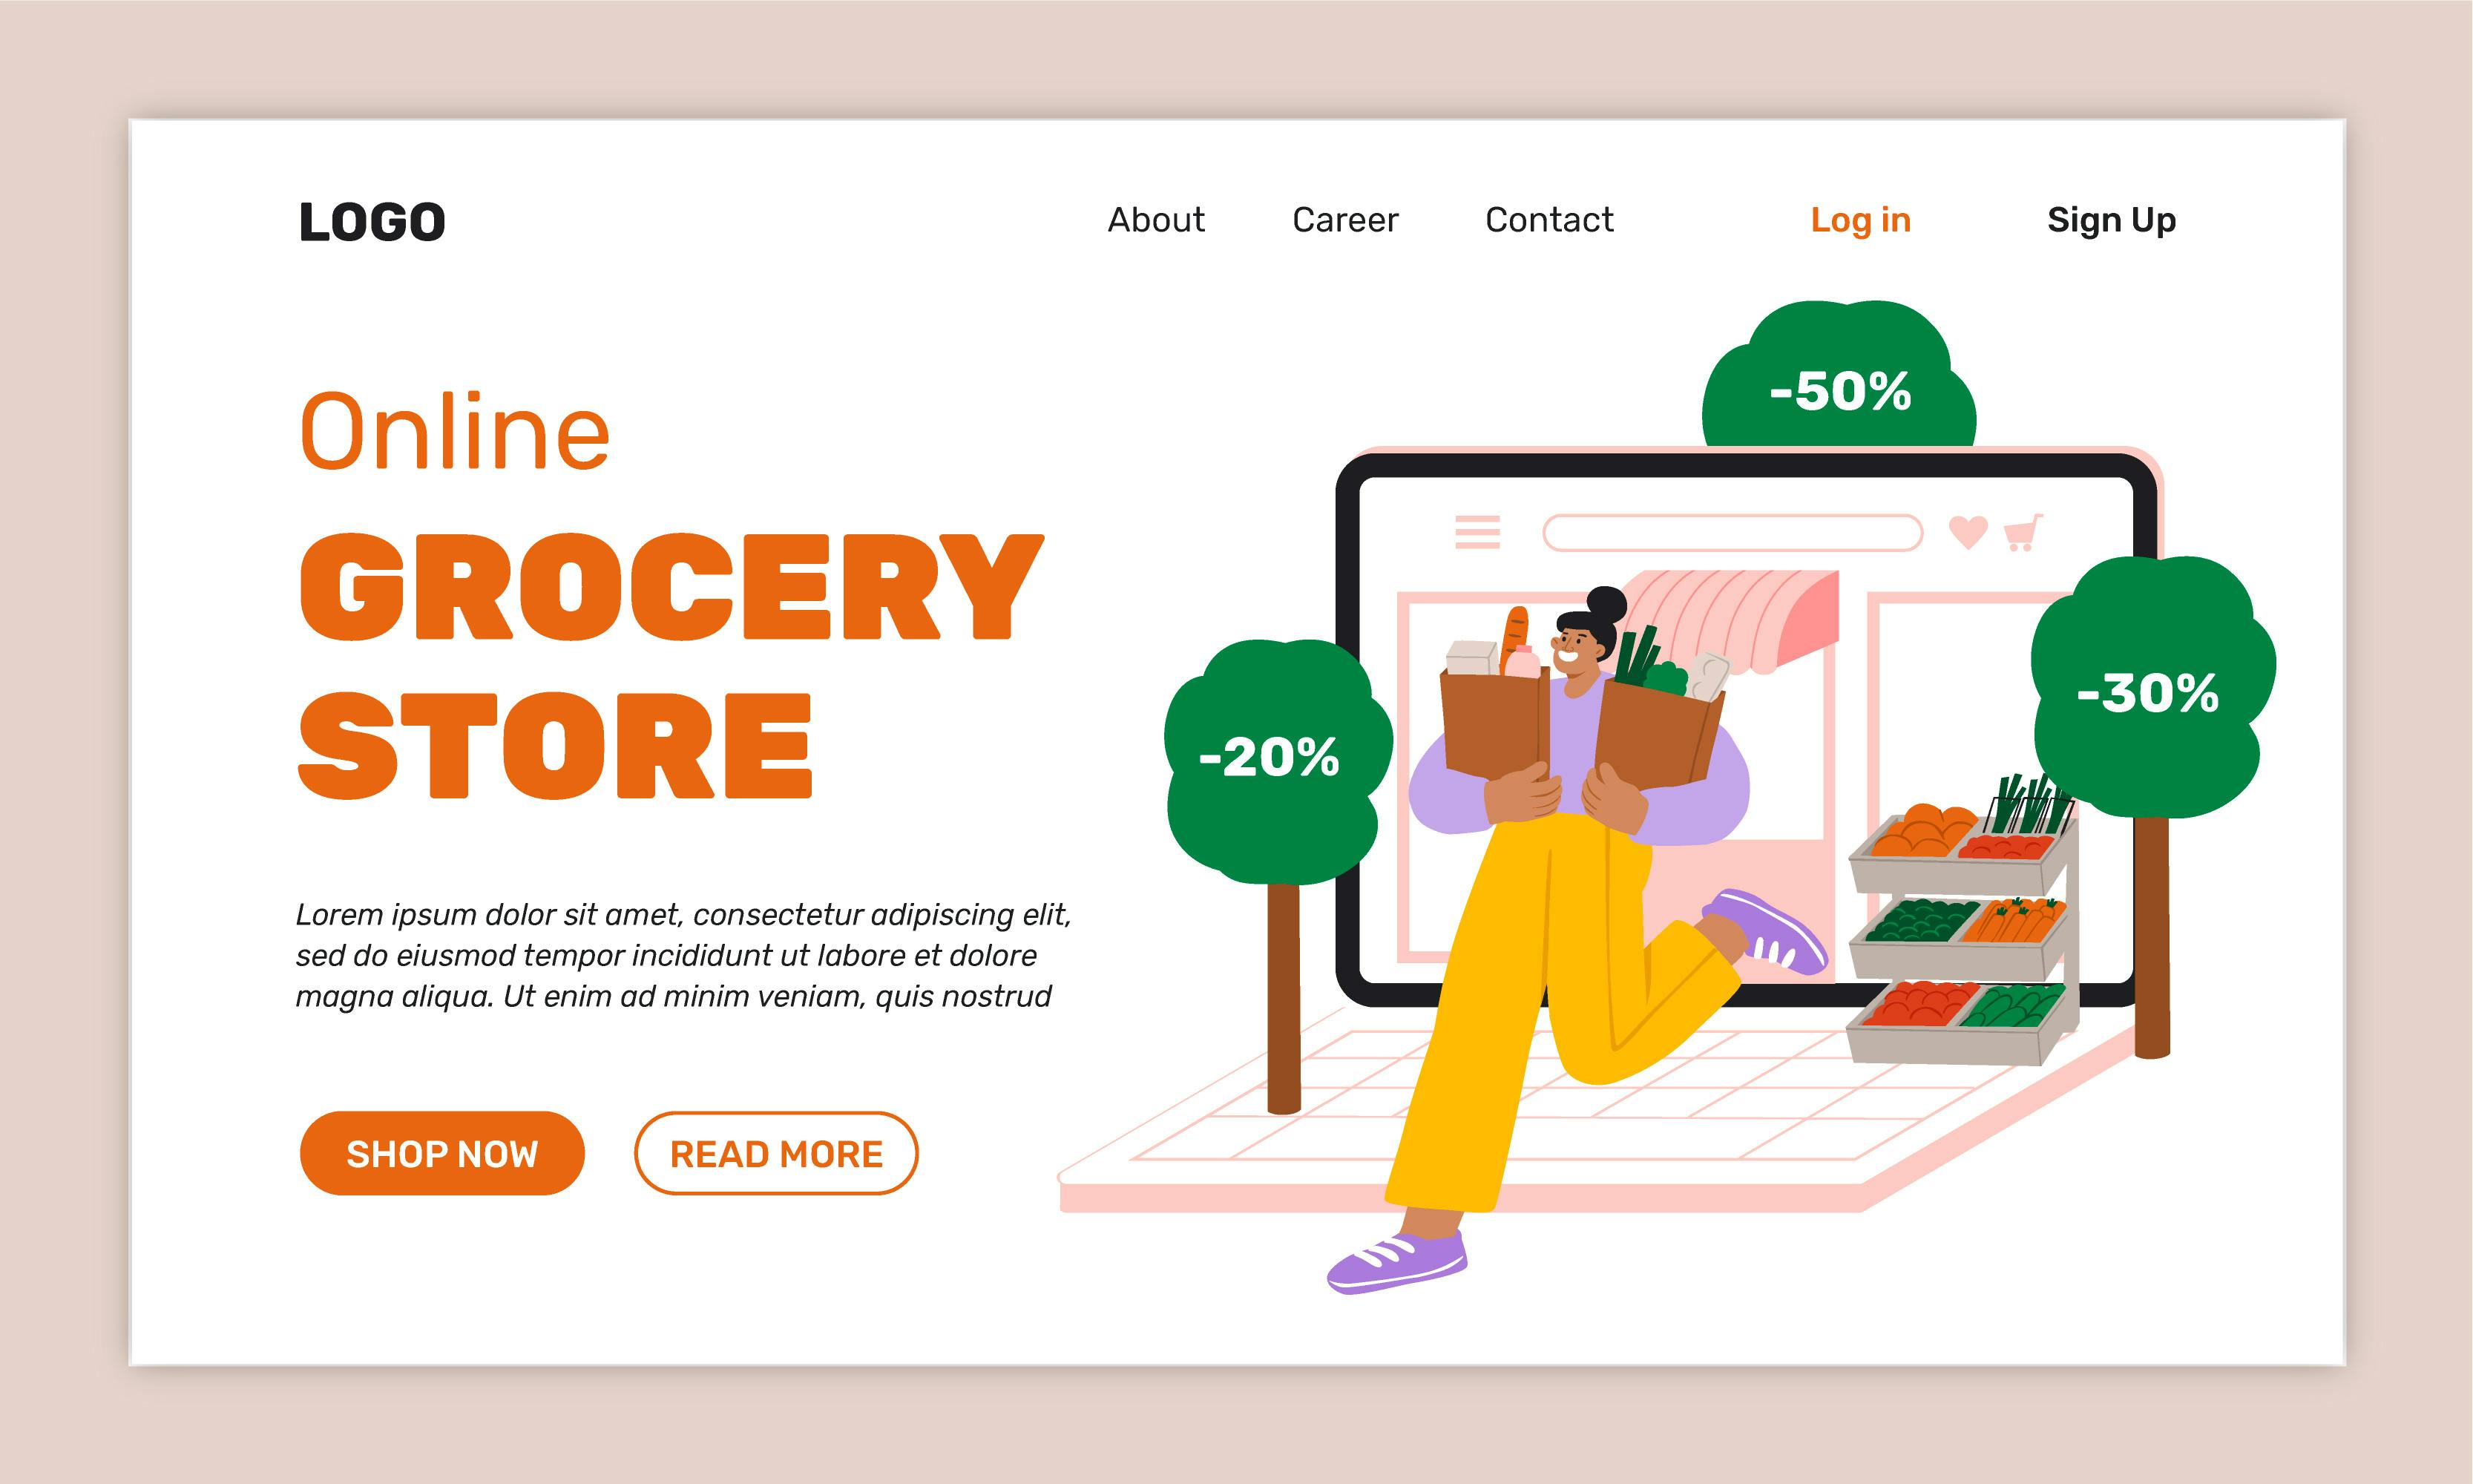 LOGO
About
Career
Contact
Log in
Sign Up
Online
GROCERY
STORE
Lorem ipsum dolor sit amet, consectetur adipiscing elit,
sed do eiusmod tempor incididunt ut labore et dolore
magna aliqua. Ut enim ad minim veniam, quis nostrud
SHOP NOW
READ MORE
-50%
-20%
-30%